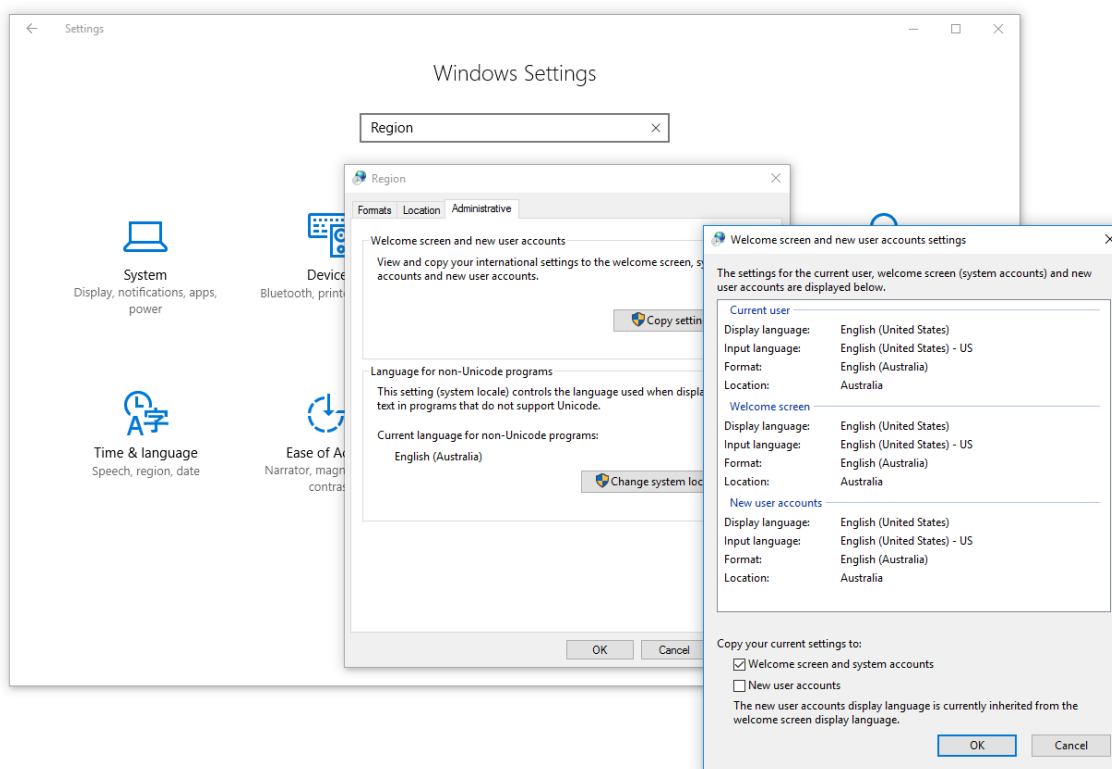 Settings
Windows Settings
Region
System
Display, notifications, apps,
power
Device
Bluetooth, print
Time & language
Speech, region, date
Ease of A
Narrator, magn
contras
Region
Formats Location Administrative
Welcome screen and new user accounts
View and copy your international settings to the welcome screen, sy
accounts and new user accounts.
Copy settin
Language for non-Unicode programs
This setting (system locale) controls the language used when displa
text in programs that do not support Unicode.
Current language for non-Unicode programs:
English (Australia)
Change system loc
OK Cancel
Welcome screen and new user accounts settings
The settings for the current user, welcome screen (system accounts) and new
user accounts are displayed below.
Current user
Display language: English (United States)
Input language: English (United States) - US
Format: English (Australia)
Location: Australia
Welcome screen
Display language: English (United States)
Input language: English (United States) - US
Format: English (Australia)
Location: Australia
New user accounts
Display language: English (United States)
Input language: English (United States) - US
Format: English (Australia)
Location: Australia
Copy your current settings to:
Welcome screen and system accounts
New user accounts
The new user accounts display language is currently inherited from the
welcome screen display language.
OK Cancel